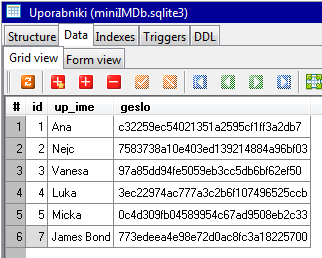 Uporabniki (miniIMDb.sqlite3)
Structure Data Indexes Triggers DDL
Grid view Form view
# id up_ime geslo
1 1 Ana c32259ec54021351a2595cf1ff3a2db7
2 2 Nejc 7583738a10e403ed139214884a96bf03
3 3 Vanesa 97a85dd94fe5059eb3cc5db6bf62ef50
4 4 Luka 3ec22974ac777a3c2b6f107496525ccb
5 5 Micka 0c4d309fb04589954c67ad9508eb2c33
6 7 James Bond 773edeea4e98e72d0ac8fc3a18225700